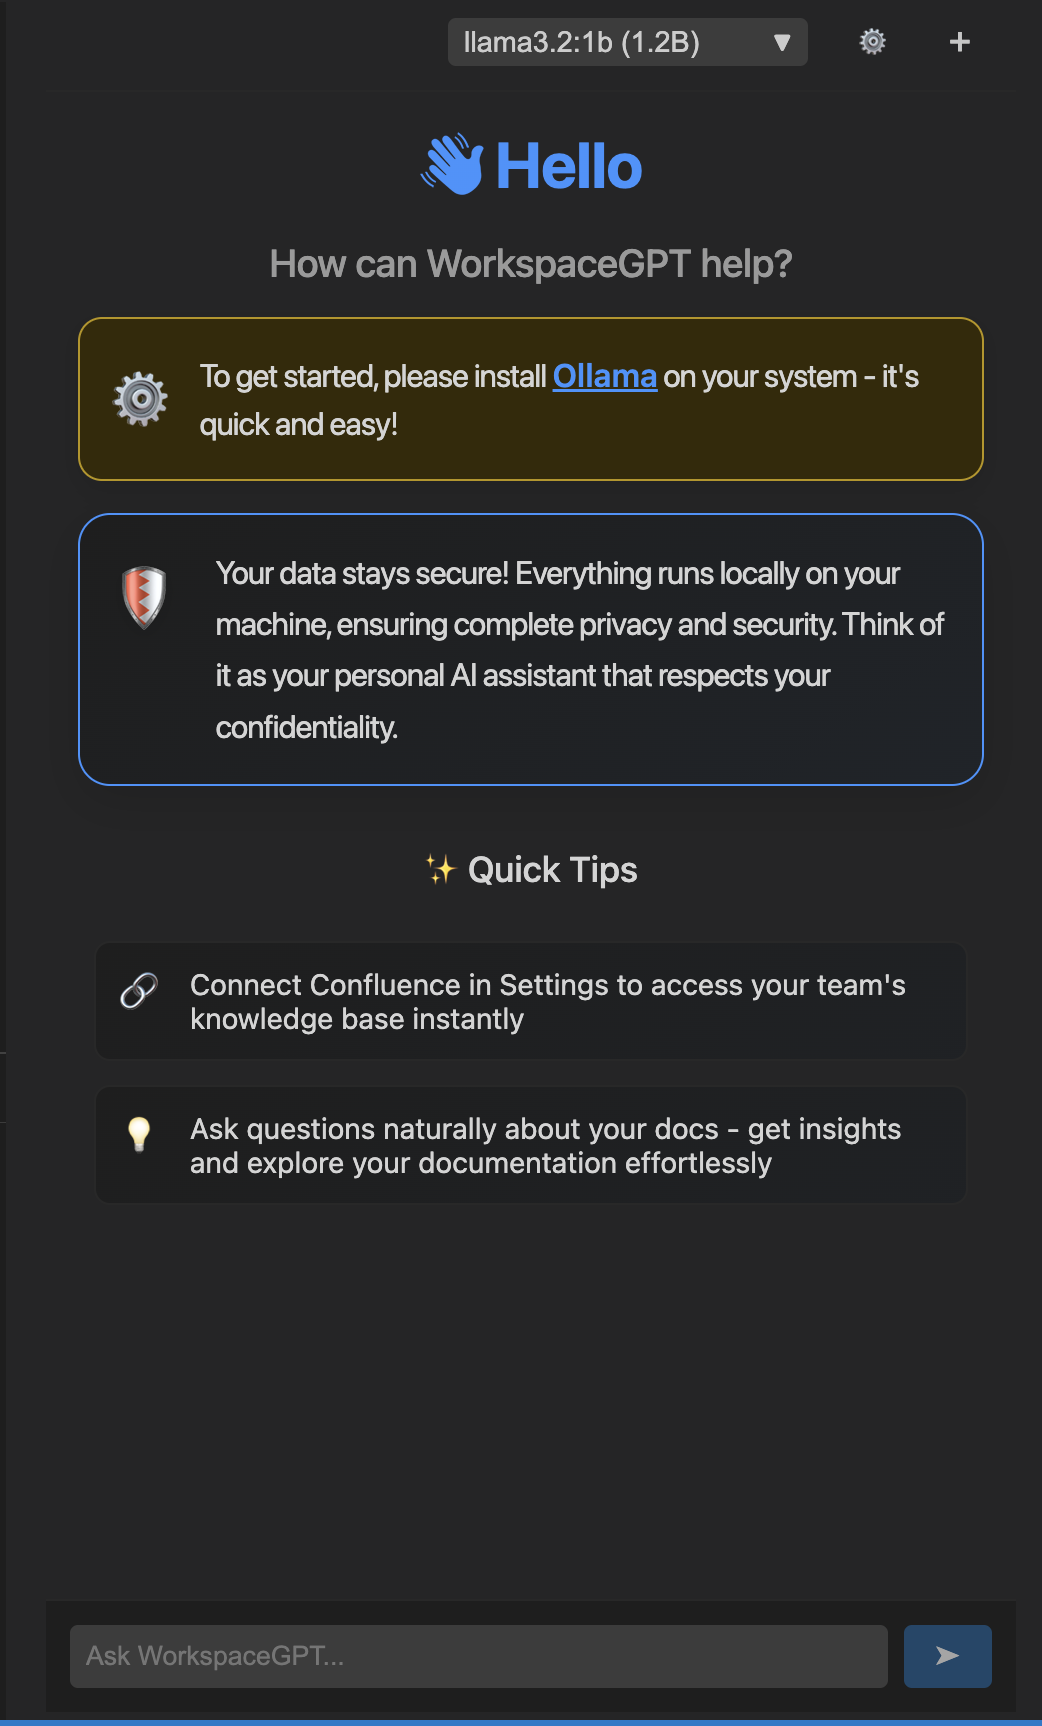 llama3.2:1b (1.2B) ▼ ⚙️ +
👋 Hello
How can WorkspaceGPT help?
To get started, please install Ollama on your system - it's
quick and easy!
Your data stays secure! Everything runs locally on your
machine, ensuring complete privacy and security. Think of
it as your personal AI assistant that respects your
confidentiality.
✨ Quick Tips
Connect Confluence in Settings to access your team's
knowledge base instantly
Ask questions naturally about your docs - get insights
and explore your documentation effortlessly
Ask WorkspaceGPT...